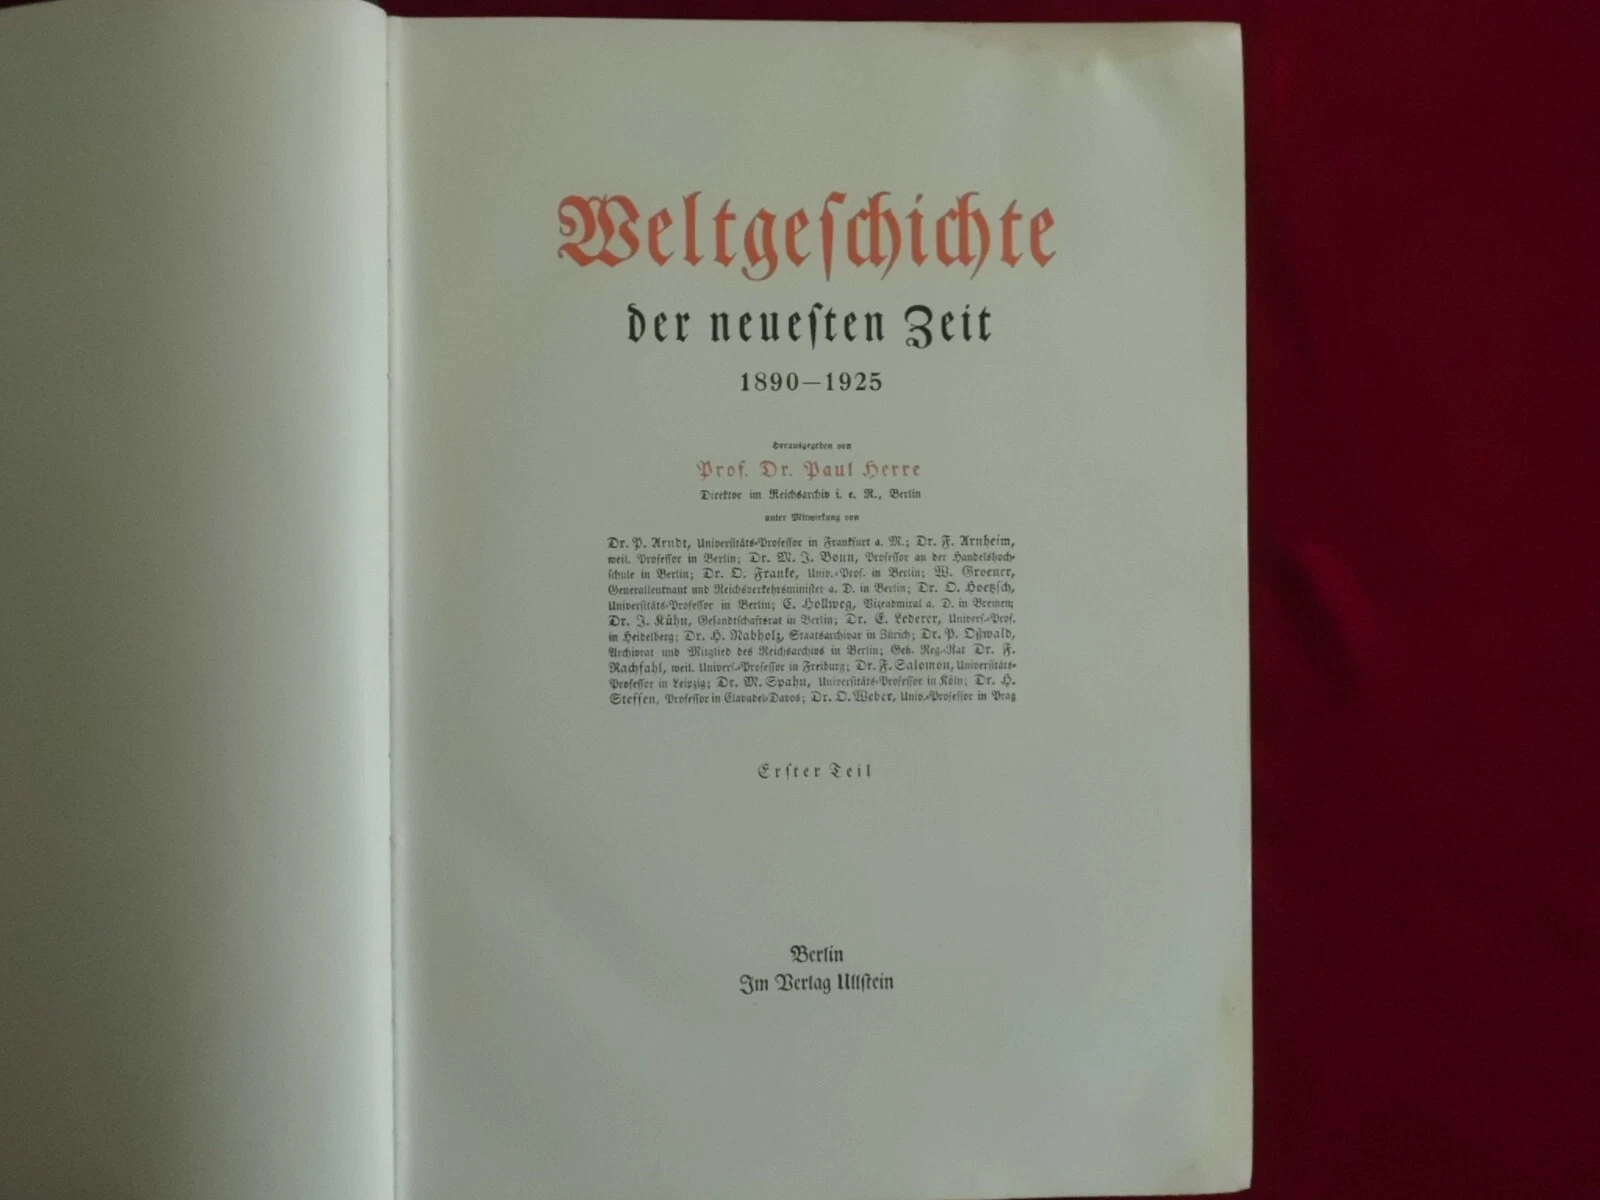 Weltgeschichte
der neuesten Zeit
1890—1925
Herausgegeben von
Prof. Dr. Paul Herre
Direktor im Reichsarchiv i. e. R., Berlin
unter Mitwirkung von
Dr. P. Arndt, Universitäts-Professor in Frankfurt a. M.; Dr. F. Arnheim,
weil. Professor in Berlin; Dr. M. J. Bonn, Professor an der Handelshoch-
schule in Berlin; Dr. O. Franke, Univ.-Prof. in Berlin; W. Groener,
Generalleutnant und Reichsverkehrsminister a. D. in Berlin; Dr. O. Hoetzsch,
Universitäts-Professor in Berlin; E. Hollweg, Vizeadmiral a. D. in Bremen;
Dr. J. Kühn, Gesandtschaftsrat in Berlin; Dr. E. Lederer, Univers.-Prof.
in Heidelberg; Dr. H. Nabholz, Staatsarchivar in Zürich; Dr. P. Oßwald,
Archivrat und Mitglied des Reichsarchivs in Berlin; Geh. Reg.-Rat Dr. F.
Rachfahl, weil. Univers.-Professor in Freiburg; Dr. F. Salomon, Universitäts-
Professor in Leipzig; Dr. M. Spahn, Universitäts-Professor in Köln; Dr. H.
Steffen, Professor in Clavadel-Davos; Dr. O. Weber, Univ.-Professor in Prag
Erster Teil
Berlin
Im Verlag Ullstein